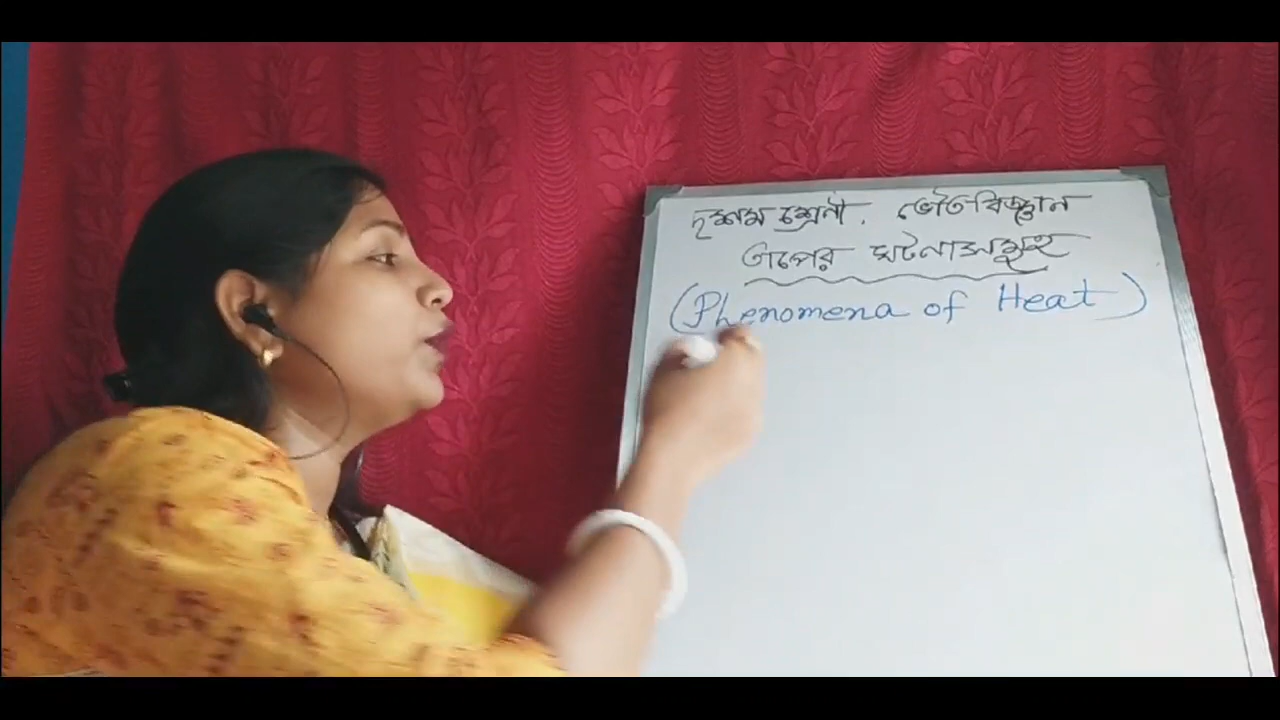 দশম শ্রেনী. ভৌতবিজ্ঞান
তাপের ঘটনাসমূহ
(Phenomena of Heat)